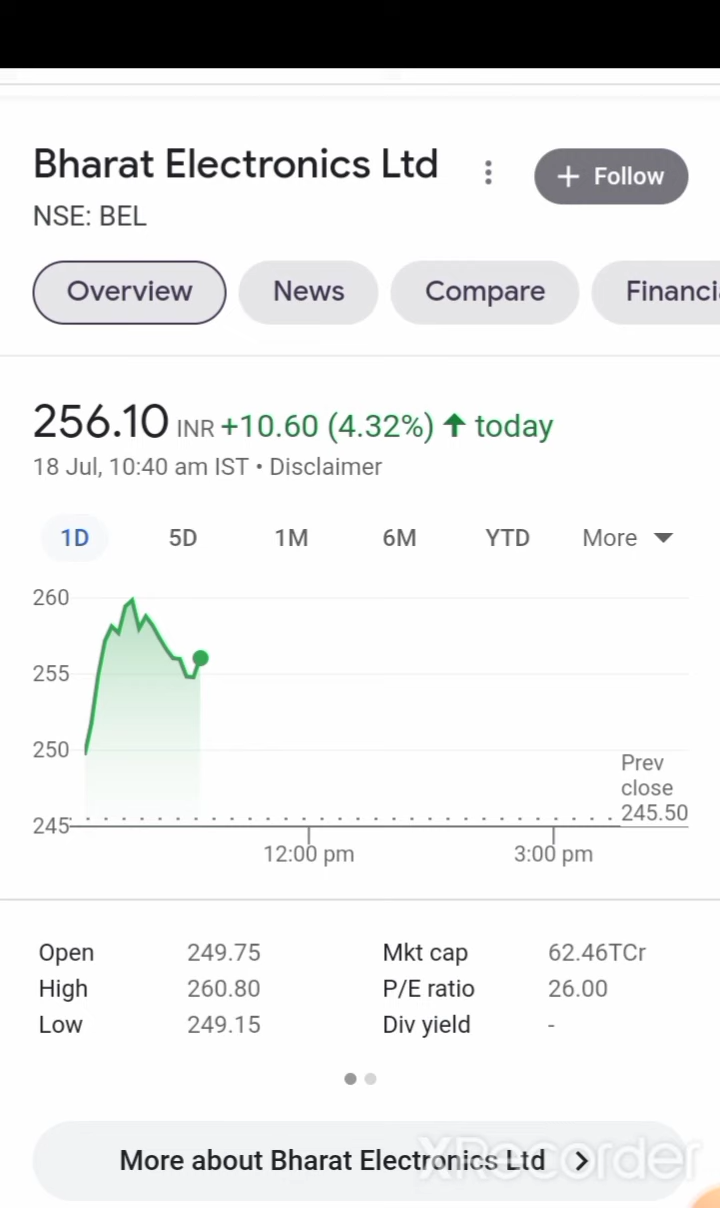 Bharat Electronics Ltd
+ Follow
NSE: BEL
Overview News Compare Financi
256.10 INR +10.60 (4.32%) ↑ today
18 Jul, 10:40 am IST • Disclaimer
1D 5D 1M 6M YTD More
260
255
250
Prev
close
245.50
245
12:00 pm 3:00 pm
Open 249.75 Mkt cap 62.46TCr
High 260.80 P/E ratio 26.00
Low 249.15 Div yield -
More about Bharat Electronics Ltd >
XRecorder